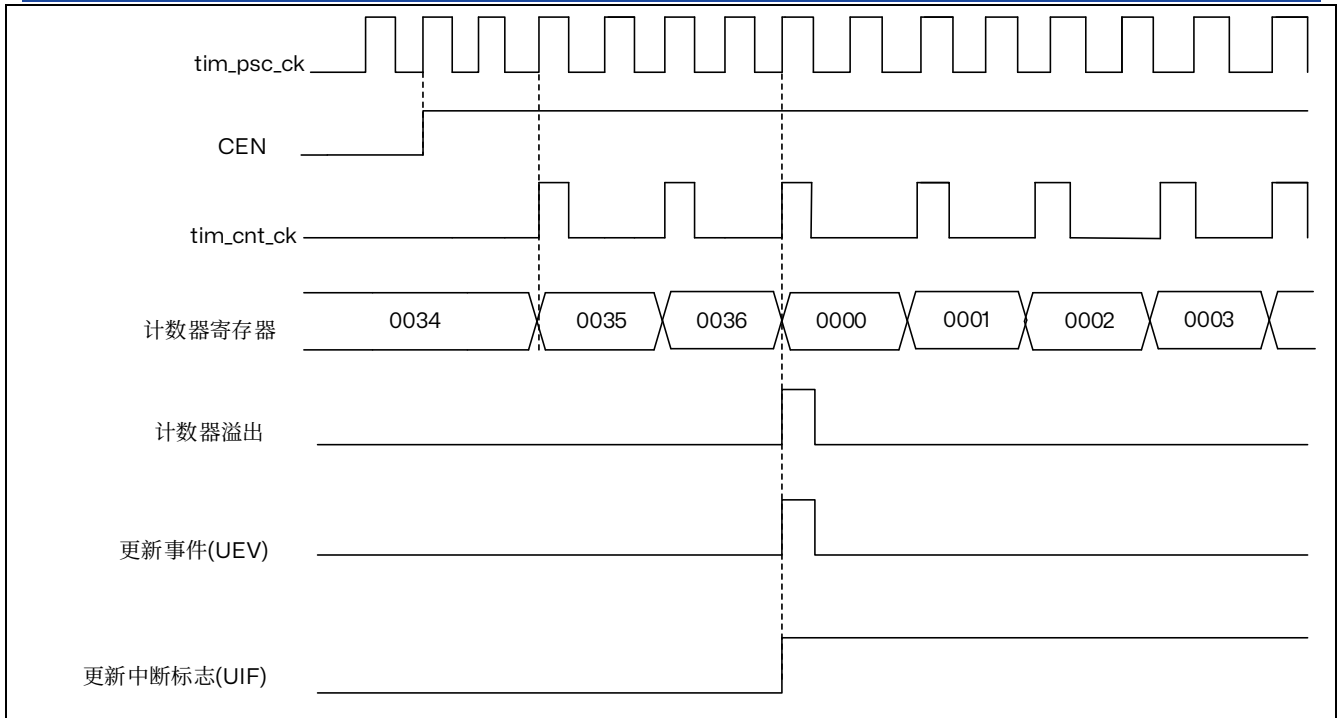 tim_psc_ck
CEN
tim_cnt_ck
计数器寄存器 0034 0035 0036 0000 0001 0002 0003
计数器溢出
更新事件(UEV)
更新中断标志(UIF)